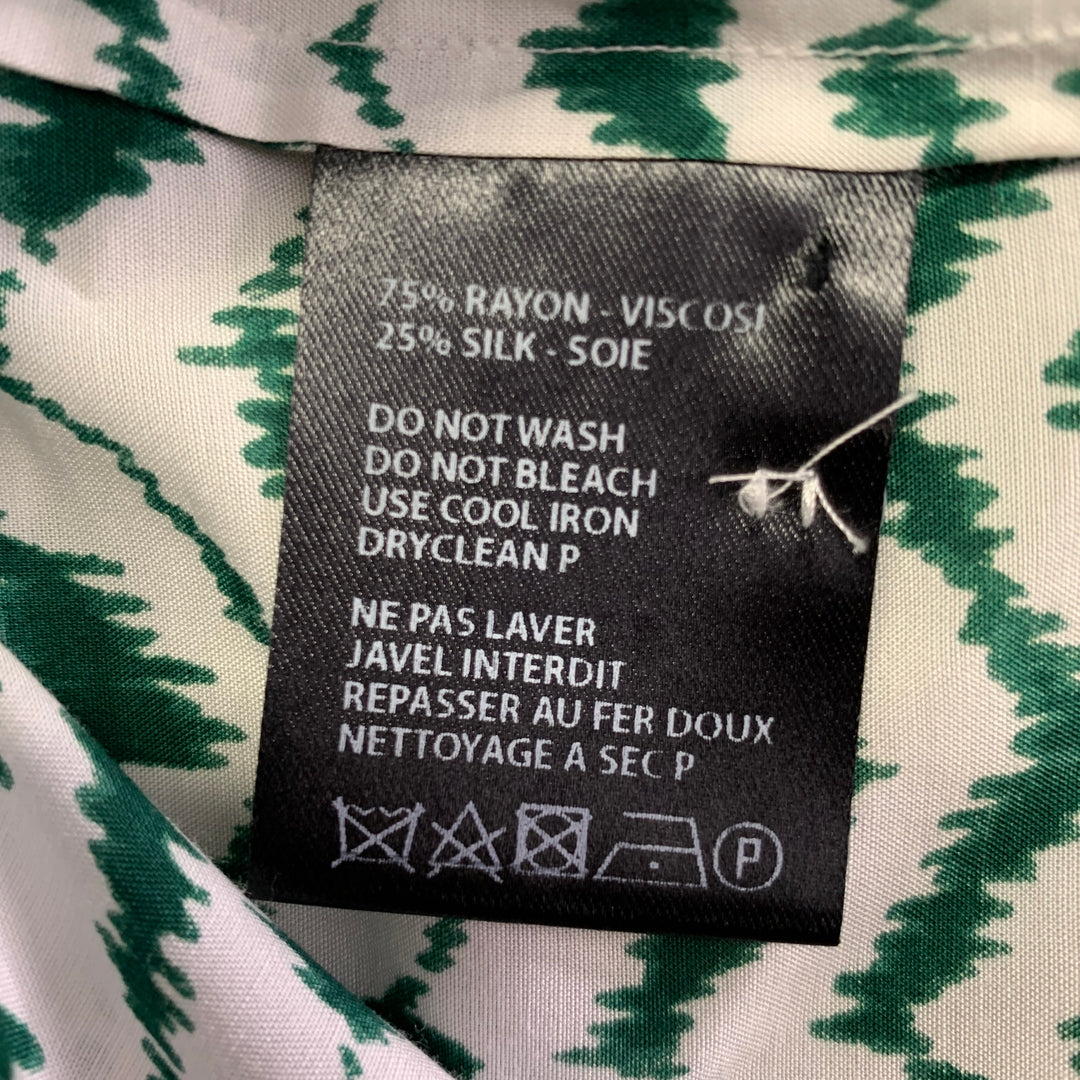 75% RAYON - VISCOSI
25% SILK - SOIE
DO NOT WASH
DO NOT BLEACH
USE COOL IRON
DRYCLEAN P
NE PAS LAVER
JAVEL INTERDIT
REPASSER AU FER DOUX
NETTOYAGE A SEC P
P